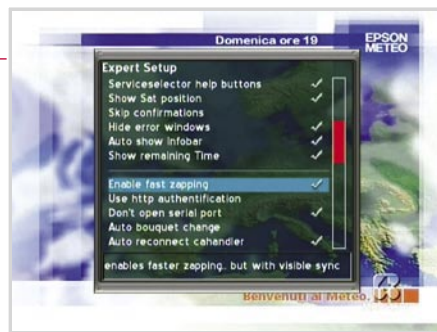 Domenica ore 19
EPSON
METEO
Expert Setup
Serviceselector help buttons
Show Sat position
Skip confirmations
Hide error windows
Auto show Infobar
Show remaining Time
Enable fast zapping
Use http authentification
Don't open serial port
Auto bouquet change
Auto reconnect cahandler
enables faster zapping, but with visible sync
Benvenuti al Meteo.